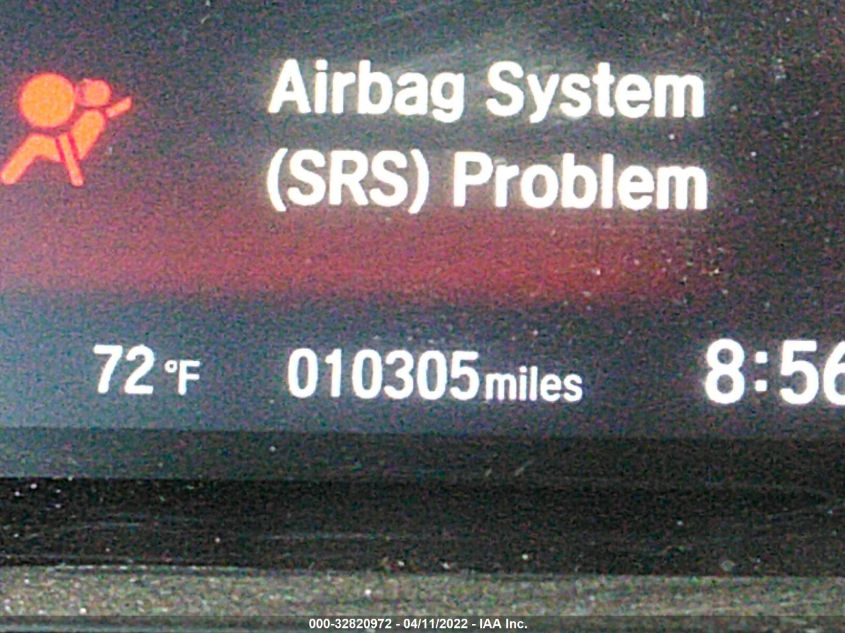 Airbag System
(SRS) Problem
72 °F 010305 miles 8:56
000-32820972 - 04/11/2022 - IAA Inc.